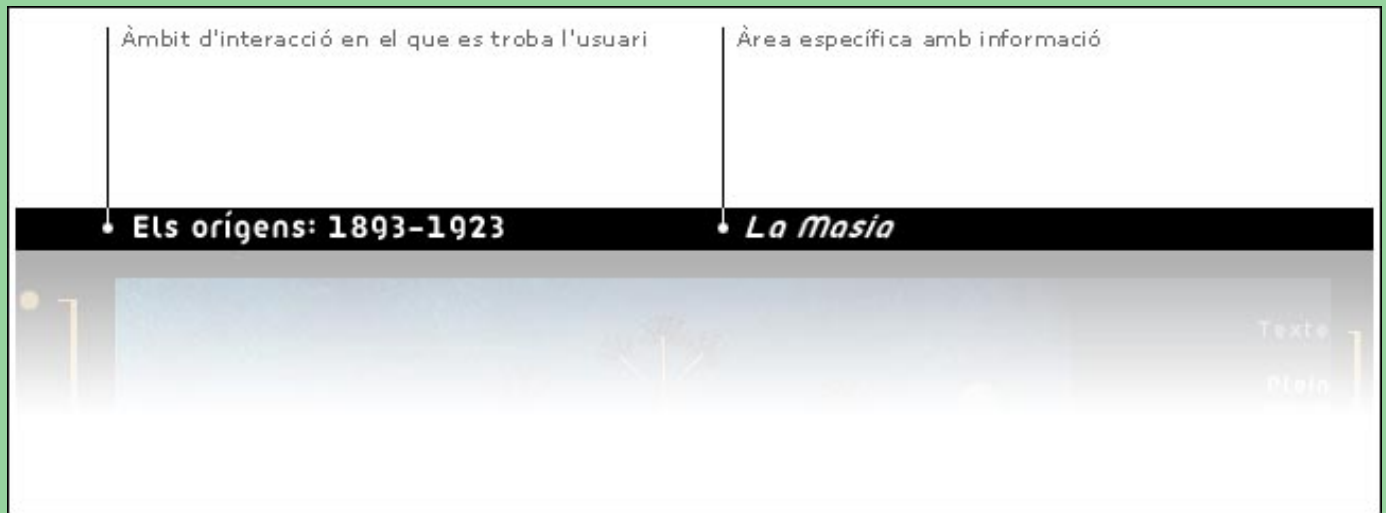 Àmbit d'interacció en el que es troba l'usuari
Àrea específica amb informació
Els orígens: 1893-1923
La Masia
Texte
Plein